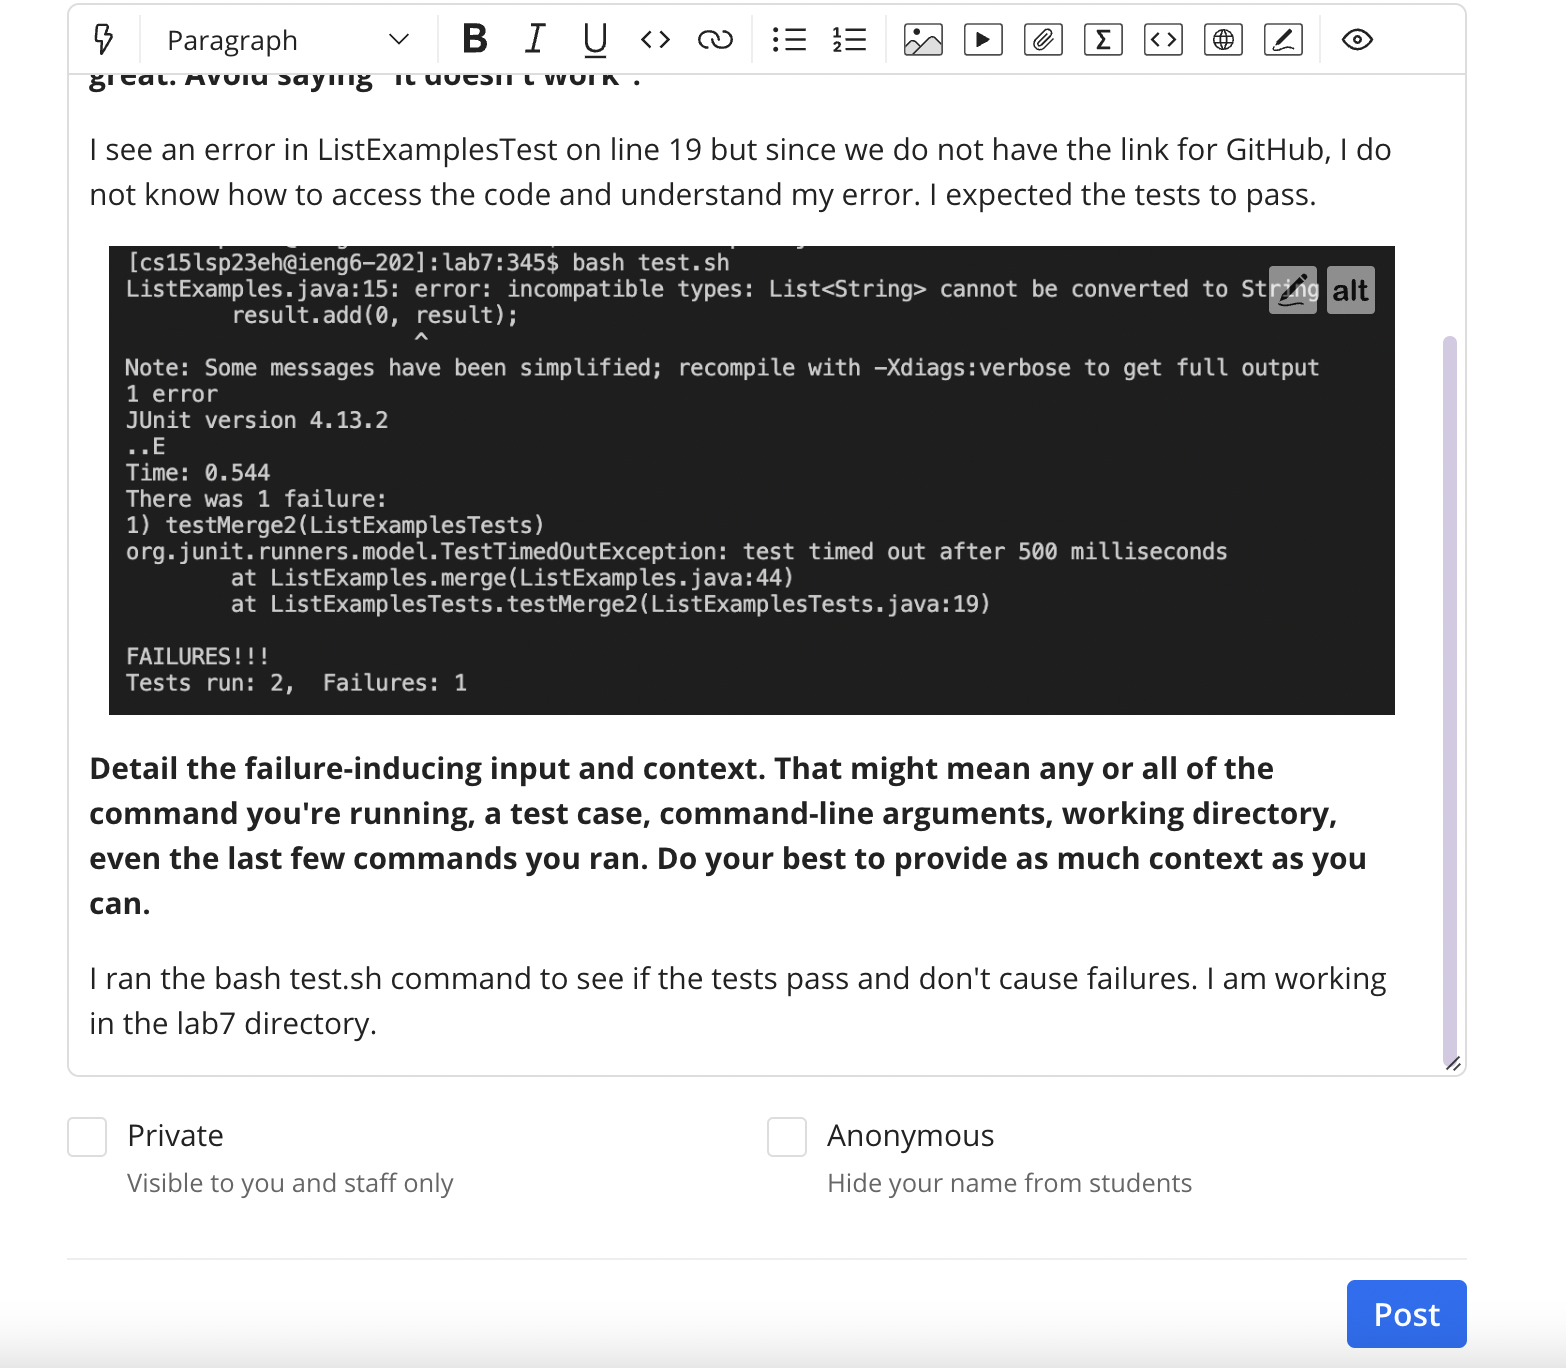 Paragraph
great. Avoid saying "it doesn't work".
I see an error in ListExamplesTest on line 19 but since we do not have the link for GitHub, I do
not know how to access the code and understand my error. I expected the tests to pass.
[cs15lsp23eh@ieng6-202]:lab7:345$ bash test.sh
ListExamples.java:15: error: incompatible types: List<String> cannot be converted to String
alt
result.add(0, result);
^
Note: Some messages have been simplified; recompile with -Xdiags:verbose to get full output
1 error
JUnit version 4.13.2
..E
Time: 0.544
There was 1 failure:
1) testMerge2(ListExamplesTests)
org.junit.runners.model.TestTimedOutException: test timed out after 500 milliseconds
at ListExamples.merge(ListExamples.java:44)
at ListExamplesTests.testMerge2(ListExamplesTests.java:19)
FAILURES!!!
Tests run: 2,  Failures: 1
Detail the failure-inducing input and context. That might mean any or all of the
command you're running, a test case, command-line arguments, working directory,
even the last few commands you ran. Do your best to provide as much context as you
can.
I ran the bash test.sh command to see if the tests pass and don't cause failures. I am working
in the lab7 directory.
Private
Anonymous
Visible to you and staff only
Hide your name from students
Post